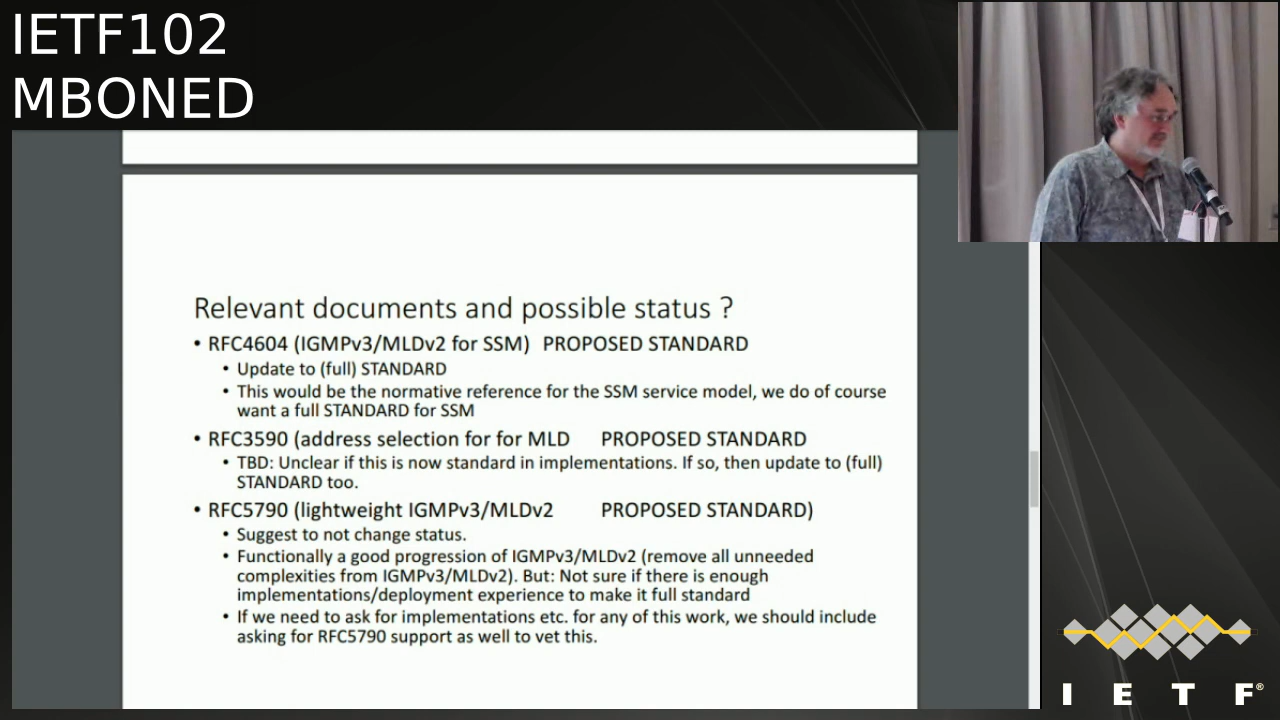 IETF102
MBONED
Relevant documents and possible status ?
• RFC4604 (IGMPv3/MLDv2 for SSM) PROPOSED STANDARD
• Update to (full) STANDARD
• This would be the normative reference for the SSM service model, we do of course
want a full STANDARD for SSM
• RFC3590 (address selection for for MLD PROPOSED STANDARD
• TBD: Unclear if this is now standard in implementations. If so, then update to (full)
STANDARD too.
• RFC5790 (lightweight IGMPv3/MLDv2 PROPOSED STANDARD)
• Suggest to not change status.
• Functionally a good progression of IGMPv3/MLDv2 (remove all unneeded
complexities from IGMPv3/MLDv2). But: Not sure if there is enough
implementations/deployment experience to make it full standard
• If we need to ask for implementations etc. for any of this work, we should include
asking for RFC5790 support as well to vet this.
I E T F®